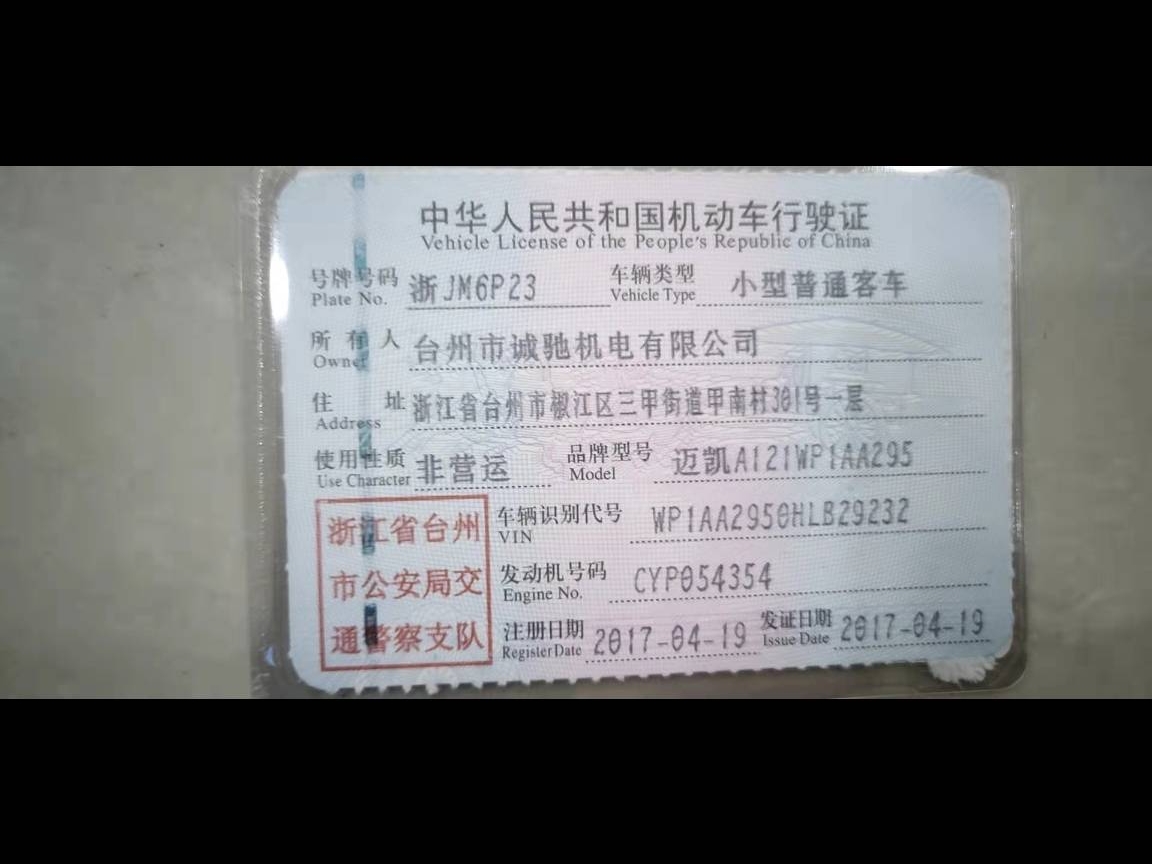 中华人民共和国机动车行驶证
Vehicle License of the People's Republic of China
号牌号码 浙JM6P23 车辆类型 小型普通客车
Plate No. Vehicle Type
所有人 台州市诚驰机电有限公司
Owner
住址 浙江省台州市椒江区三甲街道甲南村301号一层
Address
使用性质 非营运 品牌型号 迈凯A121WP1AA295
Use Character Model
浙江省台州
市公安局交
通警察支队
车辆识别代号 WP1AA2950HLB29232
VIN
发动机号码 CYP054354
Engine No.
注册日期 2017-04-19 发证日期 2017-04-19
Register Date Issue Date